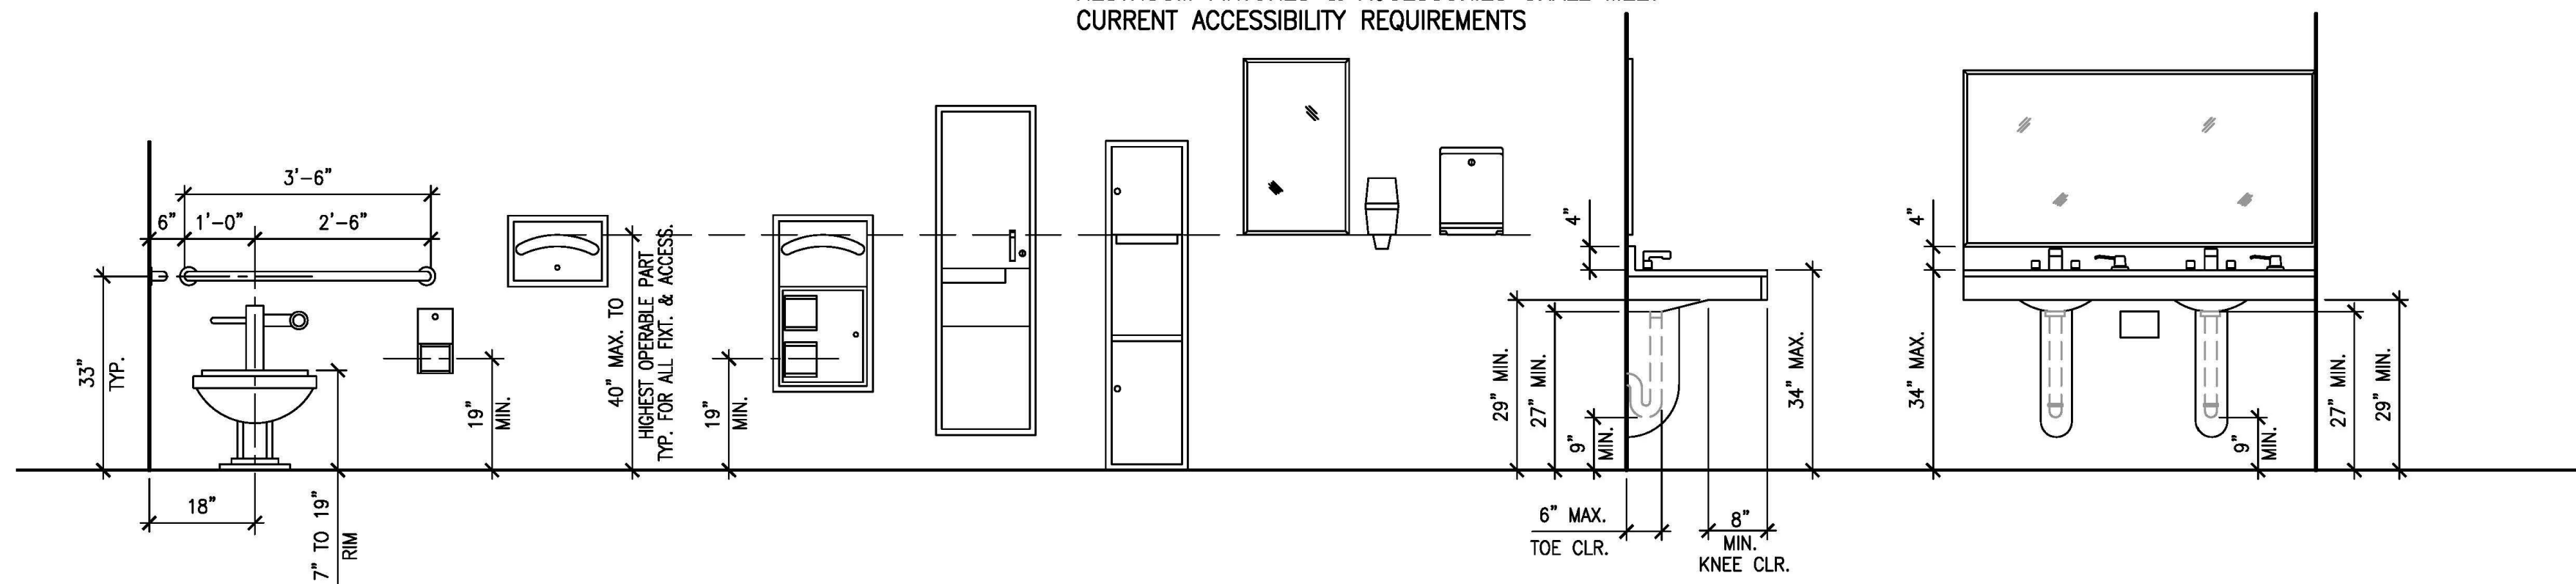 CURRENT ACCESSIBILITY REQUIREMENTS
3'-6"
6"
1'-0"
2'-6"
33"
TYP.
18"
7" TO 19"
RIM
19"
MIN.
40" MAX. TO
HIGHEST OPERABLE PART
TYP. FOR ALL FIXT. & ACCESS.
19"
MIN.
4"
29" MIN.
27" MIN.
9"
MIN.
34" MAX.
6" MAX.
TOE CLR.
8"
MIN.
KNEE CLR.
4"
34" MAX.
9"
MIN.
27" MIN.
29" MIN.